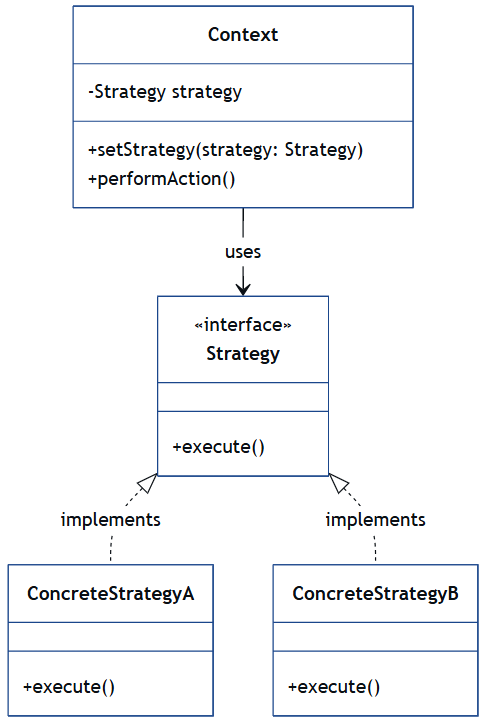 Context
-Strategy strategy
+setStrategy(strategy: Strategy)
+performAction()
uses
«interface»
Strategy
+execute()
implements
implements
ConcreteStrategyA
+execute()
ConcreteStrategyB
+execute()